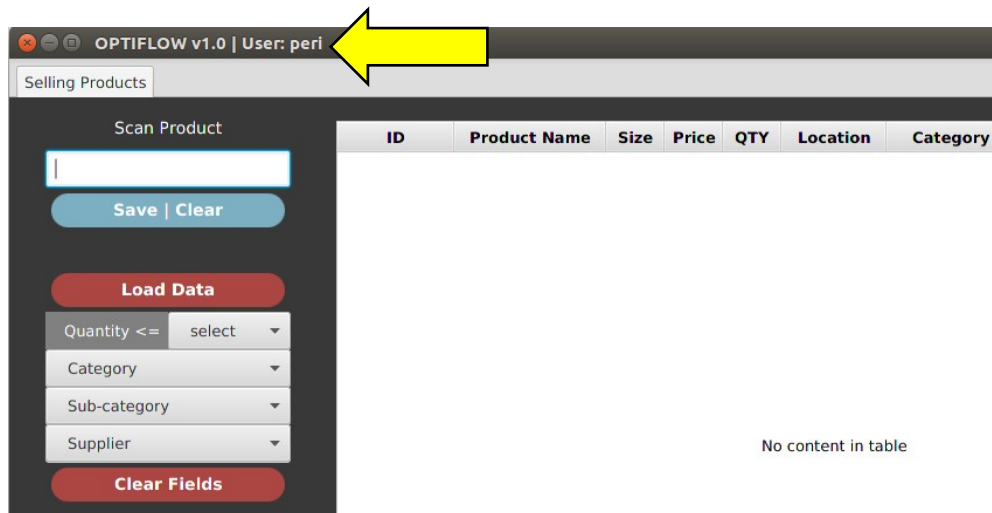 OPTIFLOW v1.0 | User: peri
Selling Products
Scan Product
Save | Clear
Load Data
Quantity <= select
Category
Sub-category
Supplier
Clear Fields
ID Product Name Size Price QTY Location Category
No content in table